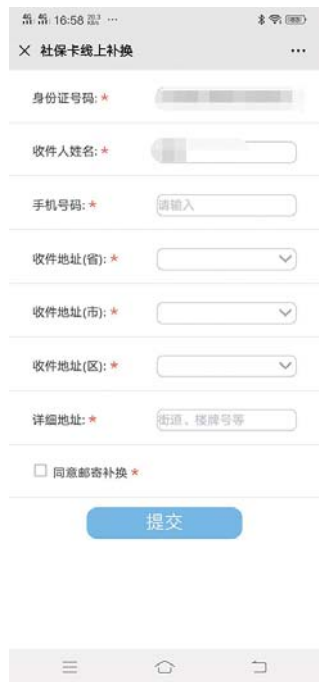 16:58
社保卡线上补换
身份证号码: *
收件人姓名: *
手机号码: * 请输入
收件地址(省): *
收件地址(市): *
收件地址(区): *
详细地址: * 街道、楼牌号等
同意邮寄补换 *
提交